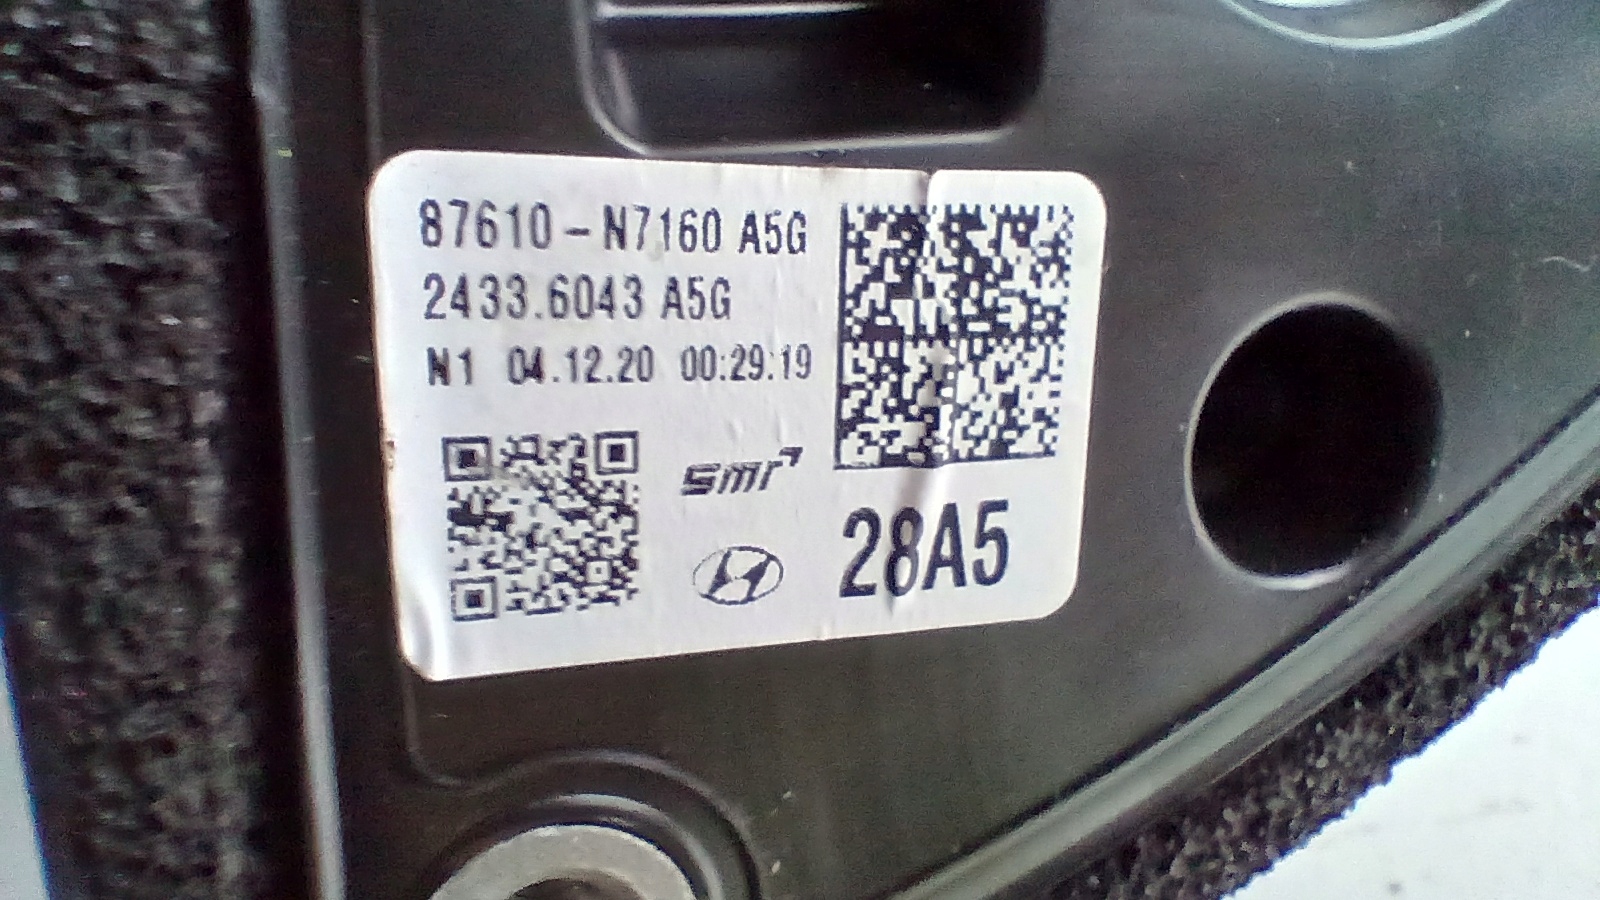 87610-N7160 A5G
2433.6043 A5G
N1 04.12.20 00:29:19
smr
28A5